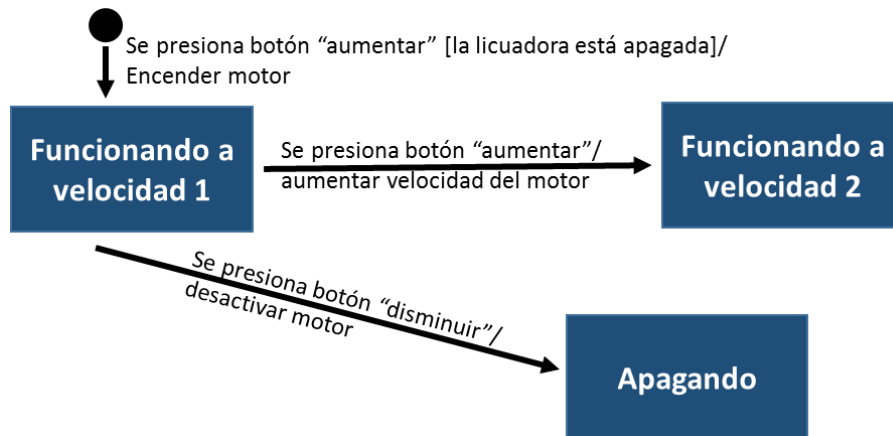 Se presiona botón “aumentar” [la licuadora está apagada]/
Encender motor
Funcionando a
velocidad 1
Se presiona botón “aumentar”/
aumentar velocidad del motor
Funcionando a
velocidad 2
Se presiona botón “disminuir”/
desactivar motor
Apagando